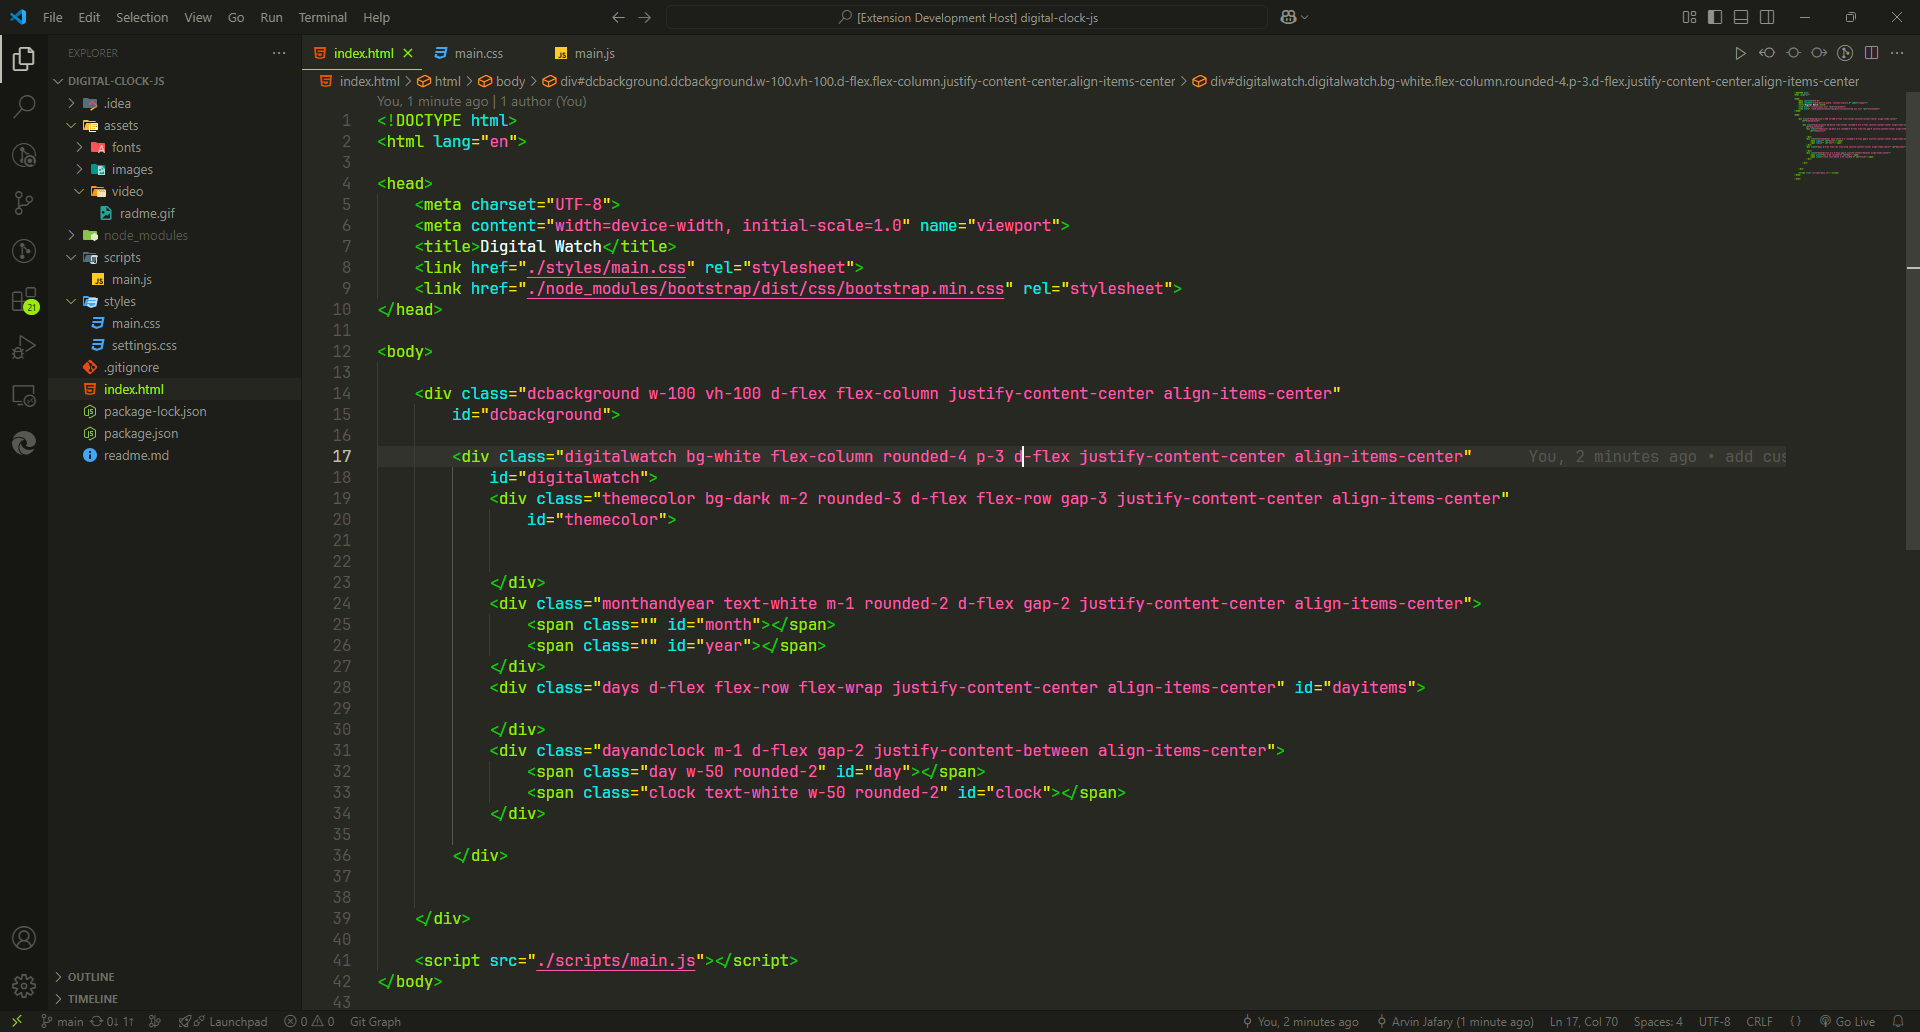 File Edit Selection View Go Run Terminal Help
[Extension Development Host] digital-clock-js
EXPLORER
DIGITAL-CLOCK-JS
.idea
assets
fonts
images
video
radme.gif
node_modules
scripts
main.js
styles
main.css
settings.css
.gitignore
index.html
package-lock.json
package.json
readme.md
OUTLINE
TIMELINE
21
index.html main.css main.js
index.html > html > body > div#dcbackground.dcbackground.w-100.vh-100.d-flex.flex-column.justify-content-center.align-items-center > div#digitalwatch.digitalwatch.bg-white.flex-column.rounded-4.p-3.d-flex.justify-content-center.align-items-center
You, 1 minute ago | 1 author (You)
1 <!DOCTYPE html>
2 <html lang="en">
3
4 <head>
5 <meta charset="UTF-8">
6 <meta content="width=device-width, initial-scale=1.0" name="viewport">
7 <title>Digital Watch</title>
8 <link href="./styles/main.css" rel="stylesheet">
9 <link href="./node_modules/bootstrap/dist/css/bootstrap.min.css" rel="stylesheet">
10 </head>
11
12 <body>
13
14 <div class="dcbackground w-100 vh-100 d-flex flex-column justify-content-center align-items-center"
15 id="dcbackground">
16
17 <div class="digitalwatch bg-white flex-column rounded-4 p-3 d-flex justify-content-center align-items-center" You, 2 minutes ago • add cus
18 id="digitalwatch">
19 <div class="themecolor bg-dark m-2 rounded-3 d-flex flex-row gap-3 justify-content-center align-items-center"
20 id="themecolor">
21
22
23 </div>
24 <div class="monthandyear text-white m-1 rounded-2 d-flex gap-2 justify-content-center align-items-center">
25 <span class="" id="month"></span>
26 <span class="" id="year"></span>
27 </div>
28 <div class="days d-flex flex-row flex-wrap justify-content-center align-items-center" id="dayitems">
29
30 </div>
31 <div class="dayandclock m-1 d-flex gap-2 justify-content-between align-items-center">
32 <span class="day w-50 rounded-2" id="day"></span>
33 <span class="clock text-white w-50 rounded-2" id="clock"></span>
34 </div>
35
36 </div>
37
38
39 </div>
40
41 <script src="./scripts/main.js"></script>
42 </body>
43
main 0↓ 1↑ Launchpad 0 0 Git Graph You, 2 minutes ago Arvin Jafary (1 minute ago) Ln 17, Col 70 Spaces: 4 UTF-8 CRLF { } Go Live